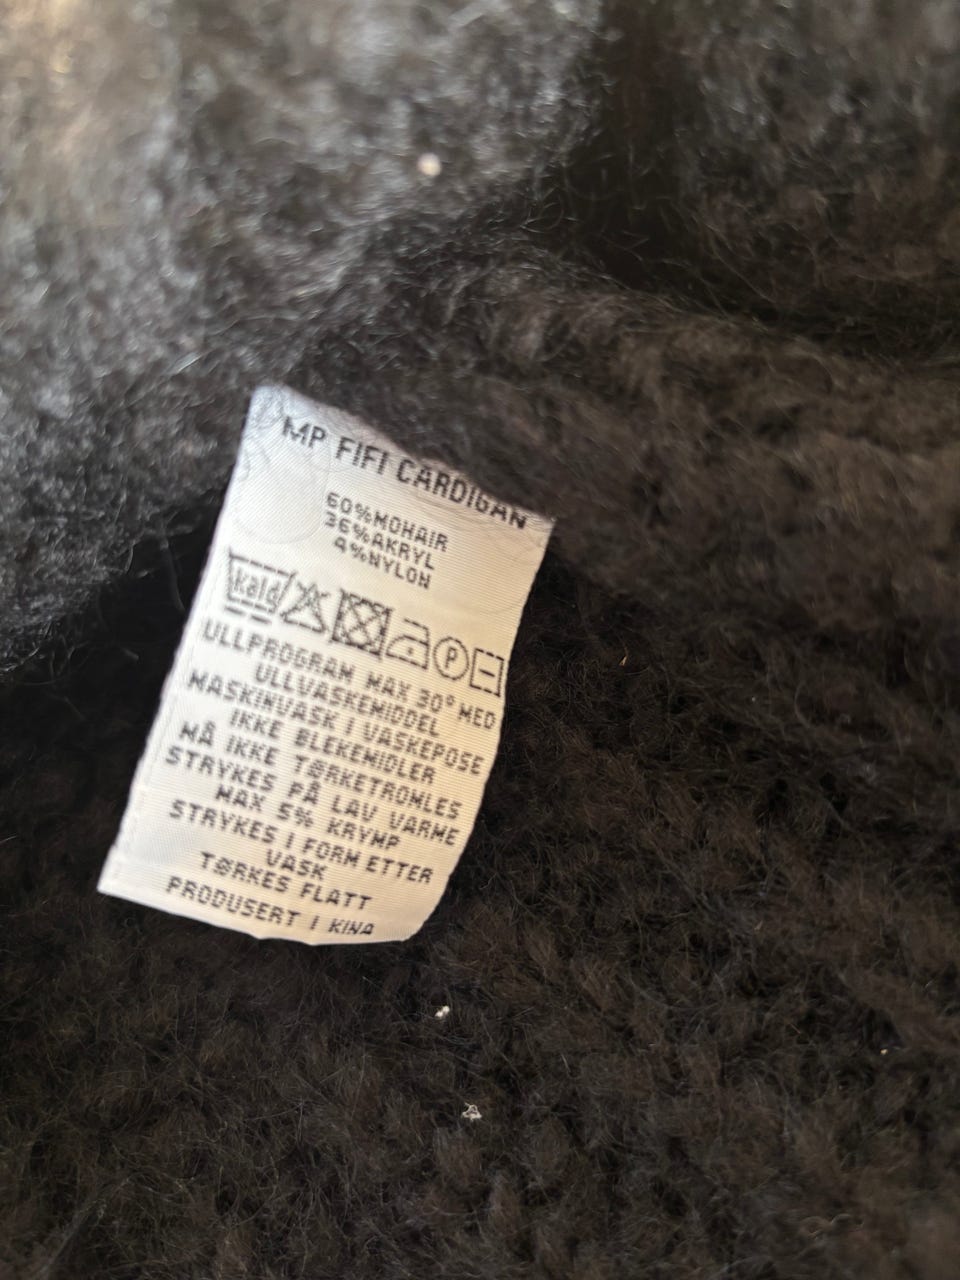 MP FIFI CARDIGAN
60%MOHAIR
36%AKRYL
4%NYLON
kald
P
ULLPROGRAM MAX 30° MED
ULLVASKEMIDDEL
MASKINVASK I VASKEPOSE
IKKE BLEKEMIDLER
MÅ IKKE TØRKETROMLES
STRYKES PÅ LAV VARME
MAX 5% KRYMP
STRYKES I FORM ETTER
VASK
TØRKES FLATT
PRODUSERT I KINA